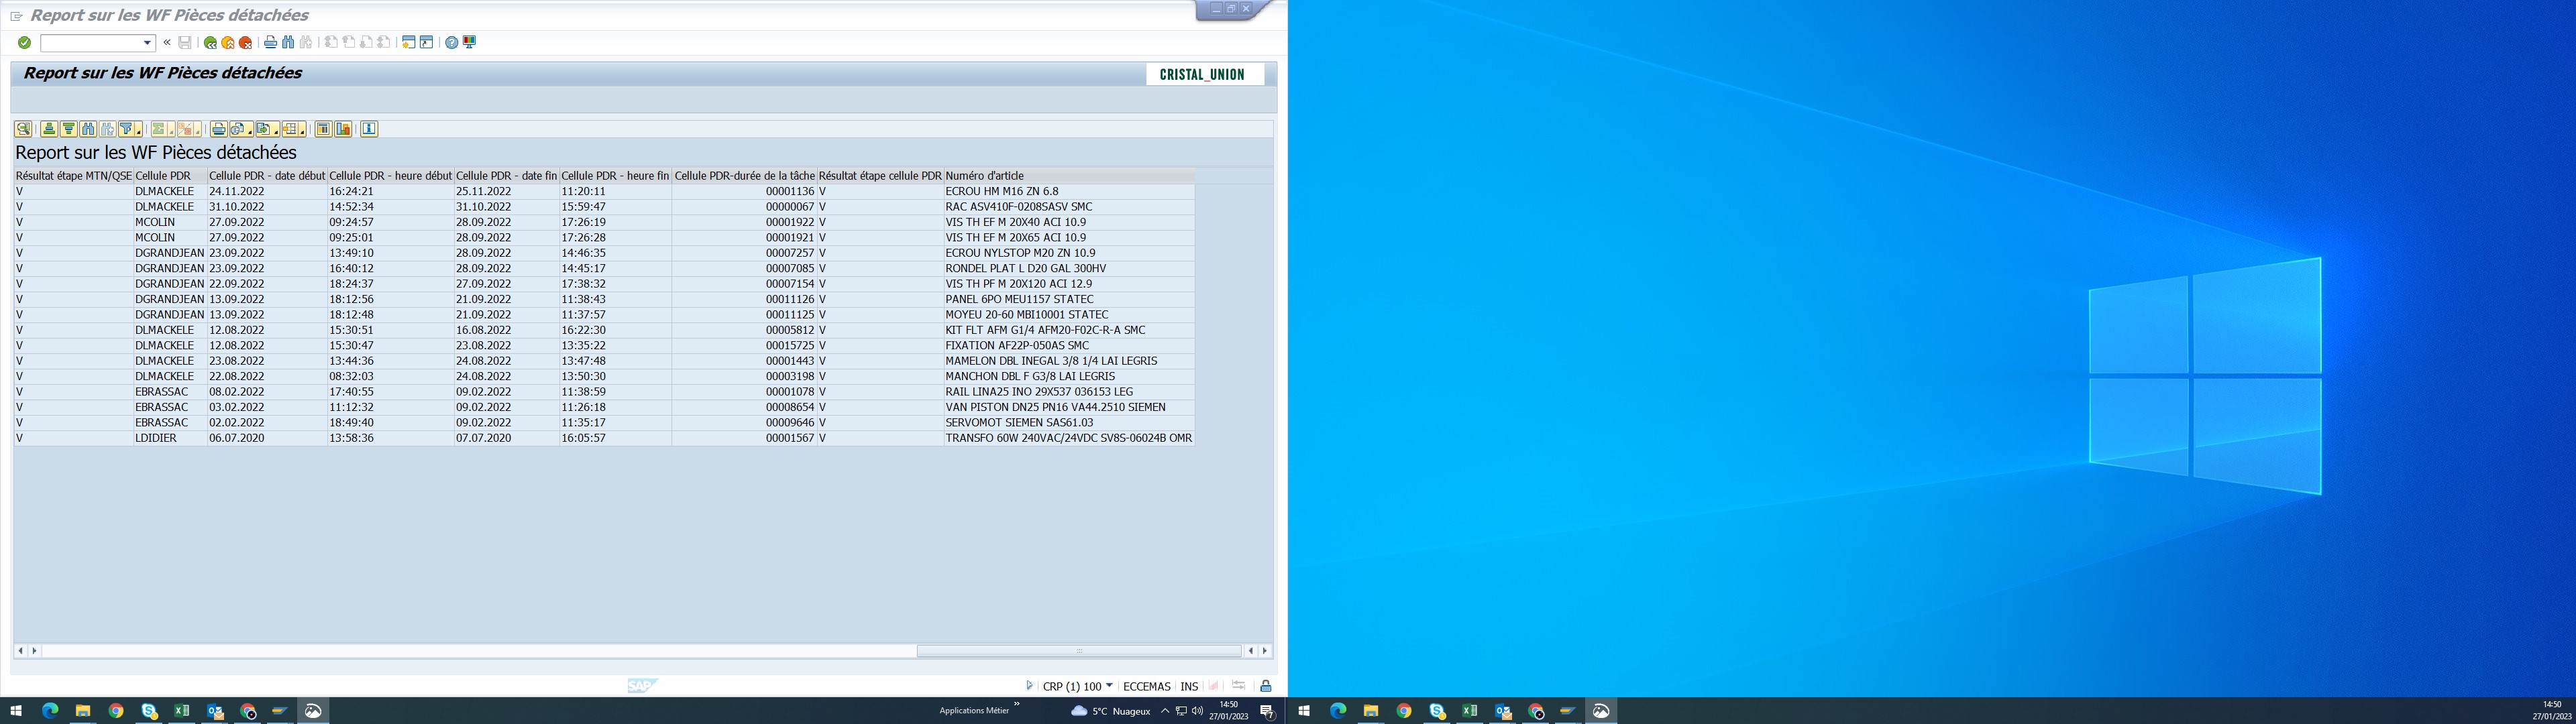 Report sur les WF Pièces détachées
Report sur les WF Pièces détachées
CRISTAL_UNION
Report sur les WF Pièces détachées
Résultat étape MTN/QSE Cellule PDR Cellule PDR - date début Cellule PDR - heure début Cellule PDR - date fin Cellule PDR - heure fin Cellule PDR-durée de la tâche Résultat étape cellule PDR Numéro d'article
V DLMACKELE 24.11.2022 16:24:21 25.11.2022 11:20:11 00001136 V ECROU HM M16 ZN 6.8
V DLMACKELE 31.10.2022 14:52:34 31.10.2022 15:59:47 00000067 V RAC ASV410F-0208SASV SMC
V MCOLIN 27.09.2022 09:24:57 28.09.2022 17:26:19 00001922 V VIS TH EF M 20X40 ACI 10.9
V MCOLIN 27.09.2022 09:25:01 28.09.2022 17:26:28 00001921 V VIS TH EF M 20X65 ACI 10.9
V DGRANDJEAN 23.09.2022 13:49:10 28.09.2022 14:46:35 00007257 V ECROU NYLSTOP M20 ZN 10.9
V DGRANDJEAN 23.09.2022 16:40:12 28.09.2022 14:45:17 00007085 V RONDEL PLAT L D20 GAL 300HV
V DGRANDJEAN 22.09.2022 18:24:37 27.09.2022 17:38:32 00007154 V VIS TH PF M 20X120 ACI 12.9
V DGRANDJEAN 13.09.2022 18:12:56 21.09.2022 11:38:43 00011126 V PANEL 6PO MEU1157 STATEC
V DGRANDJEAN 13.09.2022 18:12:48 21.09.2022 11:37:57 00011125 V MOYEU 20-60 MBI10001 STATEC
V DLMACKELE 12.08.2022 15:30:51 16.08.2022 16:22:30 00005812 V KIT FLT AFM G1/4 AFM20-F02C-R-A SMC
V DLMACKELE 12.08.2022 15:30:47 23.08.2022 13:35:22 00015725 V FIXATION AF22P-050AS SMC
V DLMACKELE 23.08.2022 13:44:36 24.08.2022 13:47:48 00001443 V MAMELON DBL INEGAL 3/8 1/4 LAI LEGRIS
V DLMACKELE 22.08.2022 08:32:03 24.08.2022 13:50:30 00003198 V MANCHON DBL F G3/8 LAI LEGRIS
V EBRASSAC 08.02.2022 17:40:55 09.02.2022 11:38:59 00001078 V RAIL LINA25 INO 29X537 036153 LEG
V EBRASSAC 03.02.2022 11:12:32 09.02.2022 11:26:18 00008654 V VAN PISTON DN25 PN16 VA44.2510 SIEMEN
V EBRASSAC 02.02.2022 18:49:40 09.02.2022 11:35:17 00009646 V SERVOMOT SIEMEN SAS61.03
V LDIDIER 06.07.2020 13:58:36 07.07.2020 16:05:57 00001567 V TRANSFO 60W 240VAC/24VDC SV8S-06024B OMR
SAP CRP (1) 100 ECCEMAS INS
Applications Métier » 5°C Nuageux 14:50 27/01/2023 7
14:50 27/01/2023